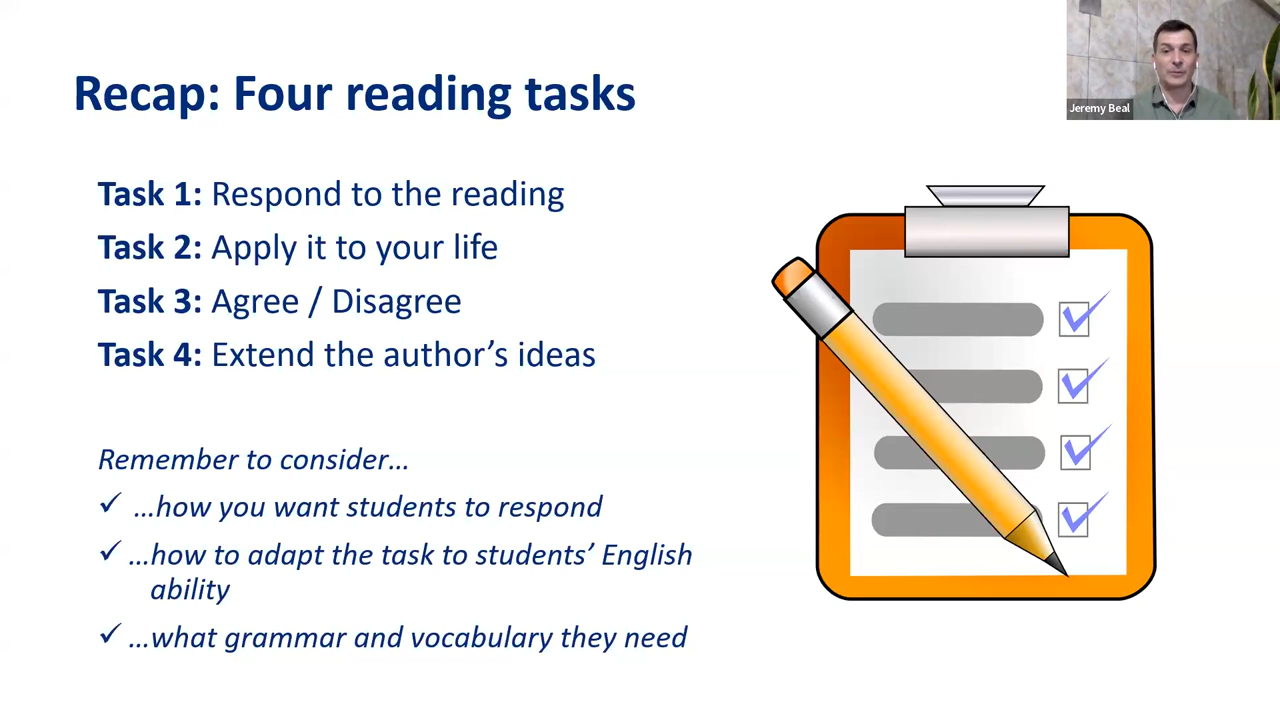 Recap: Four reading tasks
Jeremy Beal
Task 1: Respond to the reading
Task 2: Apply it to your life
Task 3: Agree / Disagree
Task 4: Extend the author’s ideas
Remember to consider…
✓ …how you want students to respond
✓ …how to adapt the task to students’ English
ability
✓ …what grammar and vocabulary they need